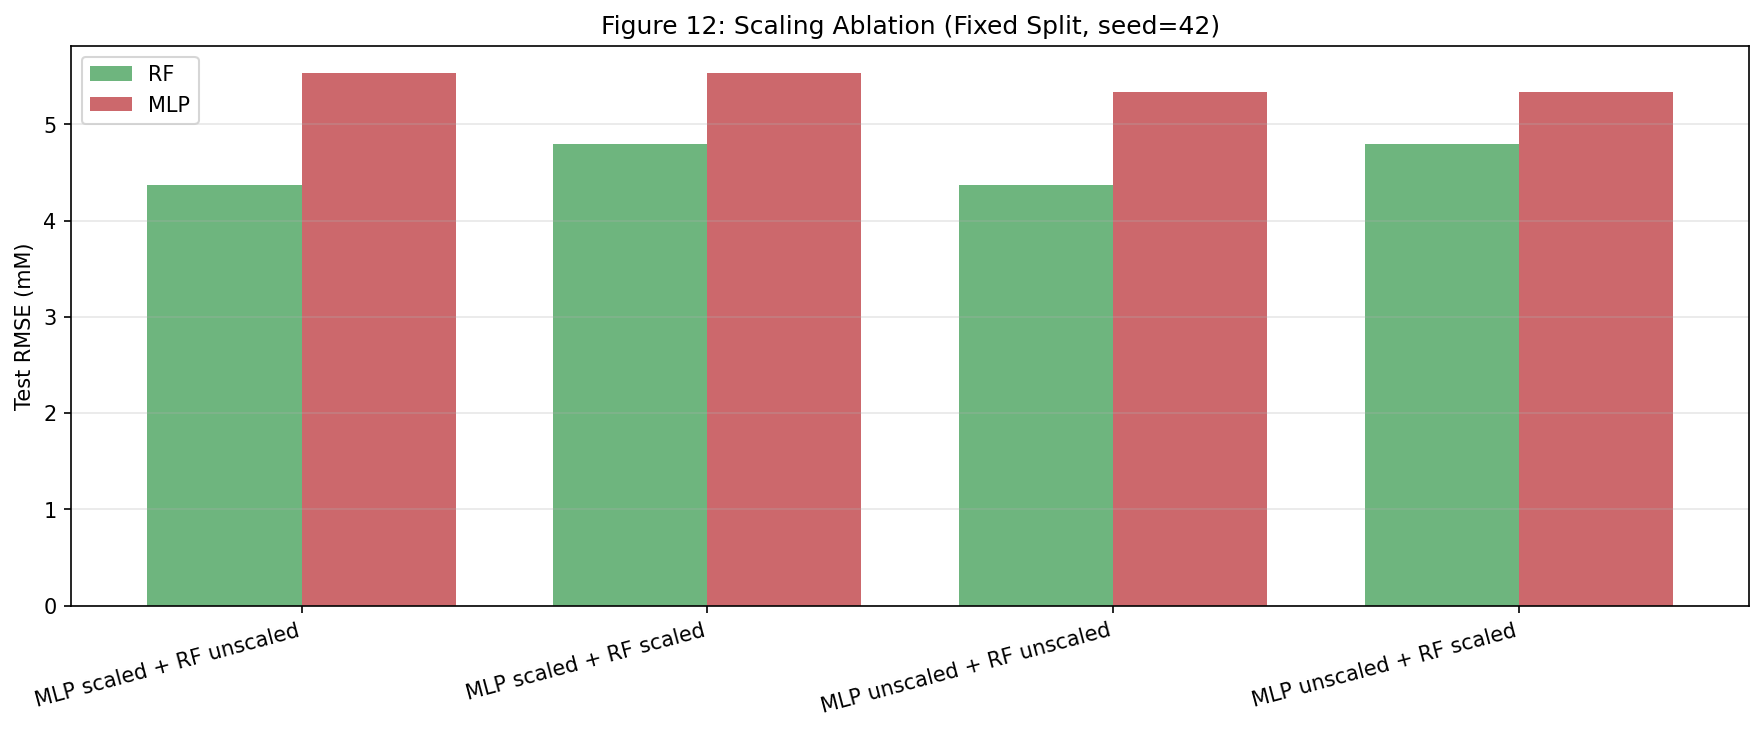 Figure 12: Scaling Ablation (Fixed Split, seed=42)
RF
MLP
Test RMSE (mM)
5
4
3
2
1
0
MLP scaled + RF unscaled
MLP scaled + RF scaled
MLP unscaled + RF unscaled
MLP unscaled + RF scaled